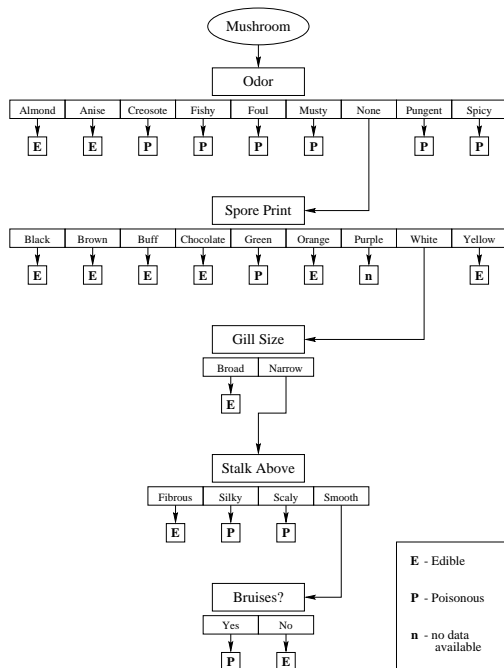 Mushroom
Odor
Almond Anise Creosote Fishy Foul Musty None Pungent Spicy
E E P P P P P P
Spore Print
Black Brown Buff Chocolate Green Orange Purple White Yellow
E E E E P E n E
Gill Size
Broad Narrow
E
Stalk Above
Fibrous Silky Scaly Smooth
E P P
Bruises?
Yes No
P E
E - Edible
P - Poisonous
n - no data
available